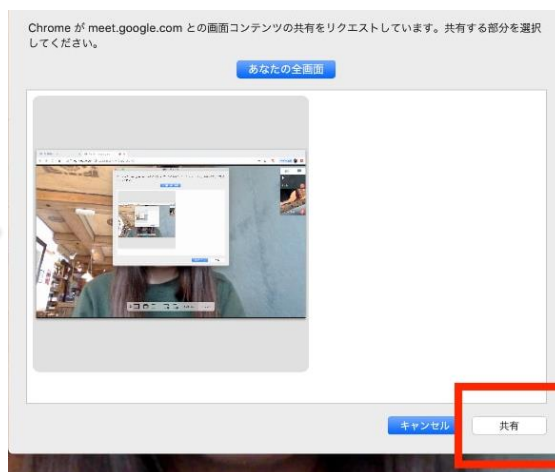 Chrome が meet.google.com との画面コンテンツの共有をリクエストしています。共有する部分を選択
してください。
あなたの全画面
キャンセル
共有